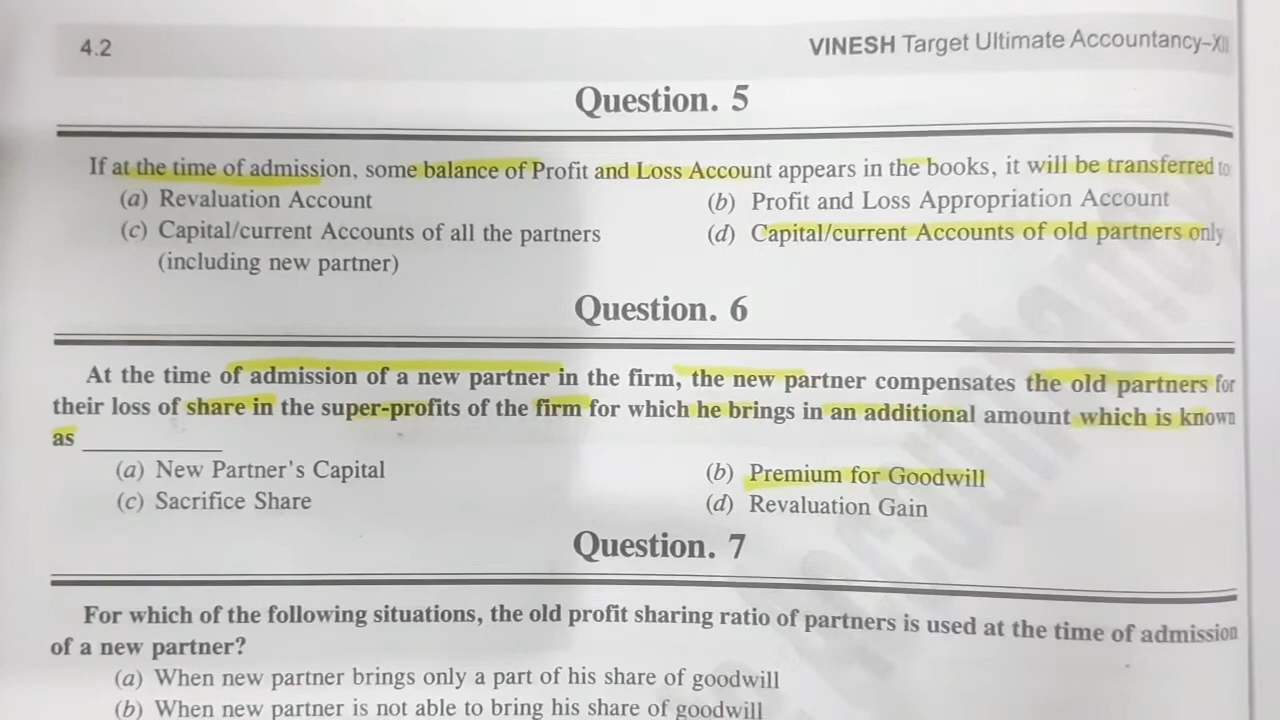 4.2
VINESH Target Ultimate Accountancy–XII
Question. 5
If at the time of admission, some balance of Profit and Loss Account appears in the books, it will be transferred to
(a) Revaluation Account
(b) Profit and Loss Appropriation Account
(c) Capital/current Accounts of all the partners
(including new partner)
(d) Capital/current Accounts of old partners only
Question. 6
At the time of admission of a new partner in the firm, the new partner compensates the old partners for
their loss of share in the super-profits of the firm for which he brings in an additional amount which is known
as ____________
(a) New Partner's Capital
(b) Premium for Goodwill
(c) Sacrifice Share
(d) Revaluation Gain
Question. 7
For which of the following situations, the old profit sharing ratio of partners is used at the time of admission
of a new partner?
(a) When new partner brings only a part of his share of goodwill
(b) When new partner is not able to bring his share of goodwill